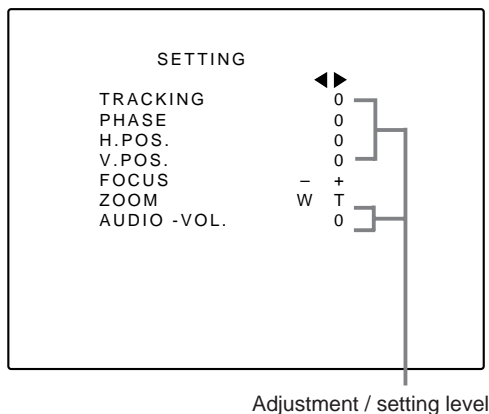 SETTING
◀ ▶
TRACKING 0
PHASE 0
H.POS. 0
V.POS. 0
FOCUS – +
ZOOM W T
AUDIO -VOL. 0
Adjustment / setting level